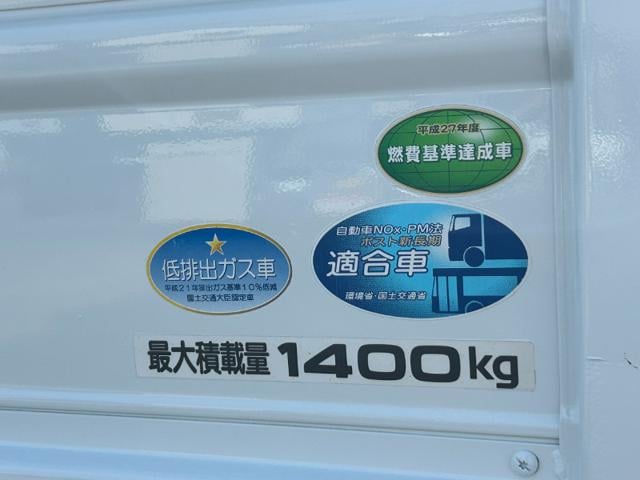 平成27年度
燃費基準達成車
自動車NOx・PM法
ポスト新長期
適合車
環境省・国土交通省
低排出ガス車
平成21年排出ガス基準10%低減
国土交通大臣認定車
最大積載量 1400kg